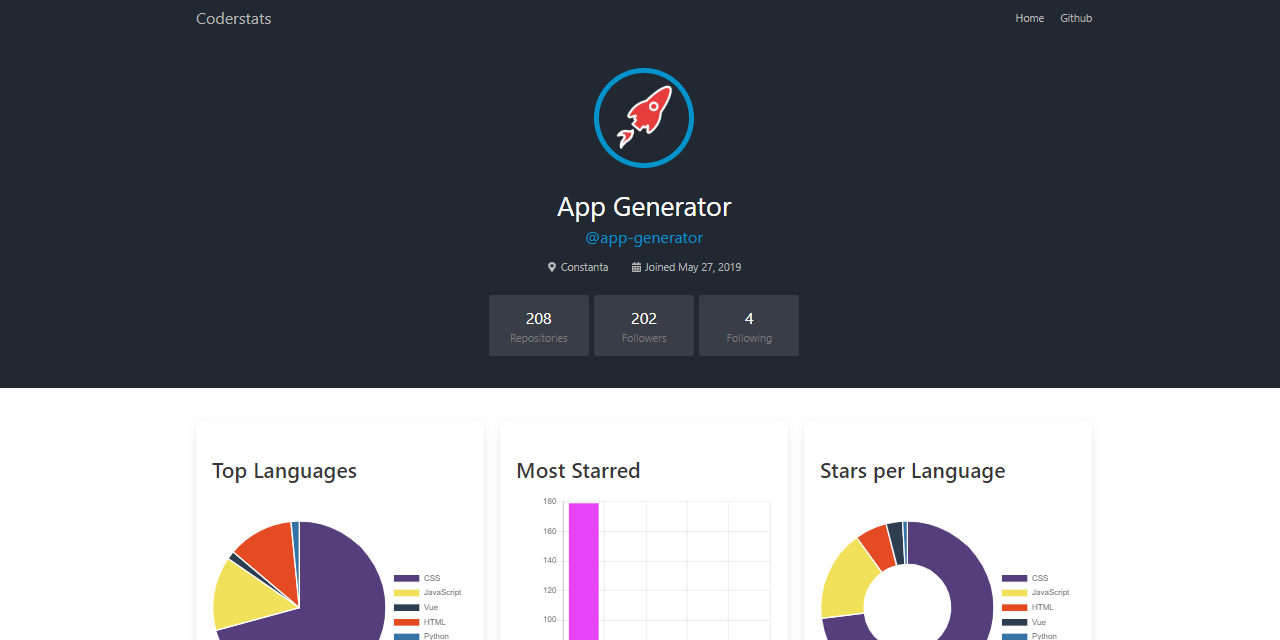 Coderstats
Home Github
App Generator
@app-generator
Constanta Joined May 27, 2019
208 202 4
Repositories Followers Following
Top Languages
CSS
JavaScript
Vue
HTML
Python
Most Starred
180
160
140
120
100
Stars per Language
CSS
JavaScript
HTML
Vue
Python